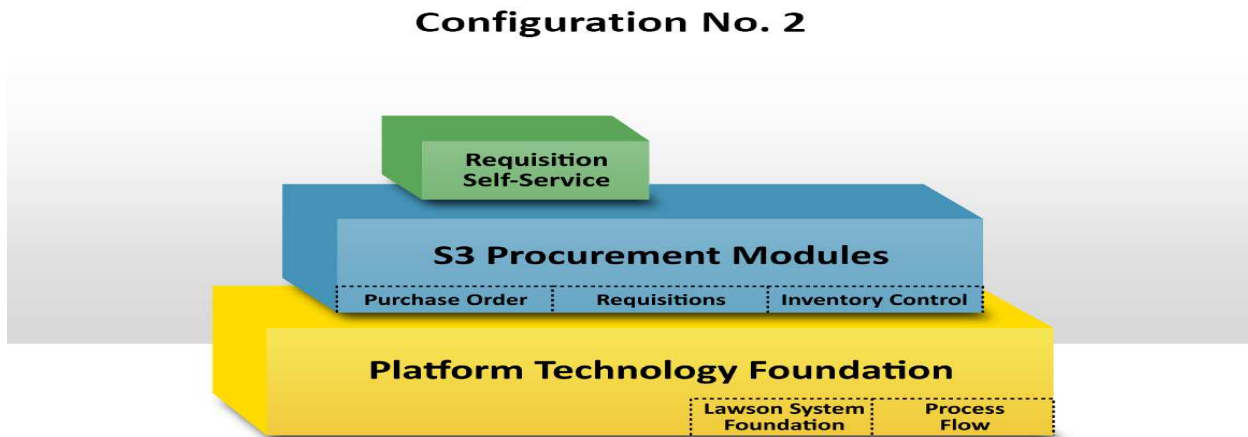 Configuration No. 2
Requisition
Self-Service
S3 Procurement Modules
Purchase Order
Requisitions
Inventory Control
Platform Technology Foundation
Lawson System
Foundation
Process
Flow